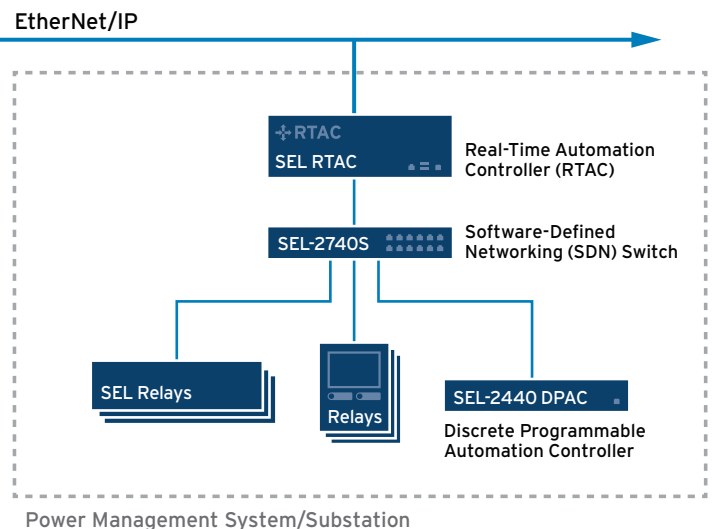 EtherNet/IP
RTAC
SEL RTAC
Real-Time Automation
Controller (RTAC)
SEL-2740S
Software-Defined
Networking (SDN) Switch
SEL Relays
Relays
SEL-2440 DPAC
Discrete Programmable
Automation Controller
Power Management System/Substation